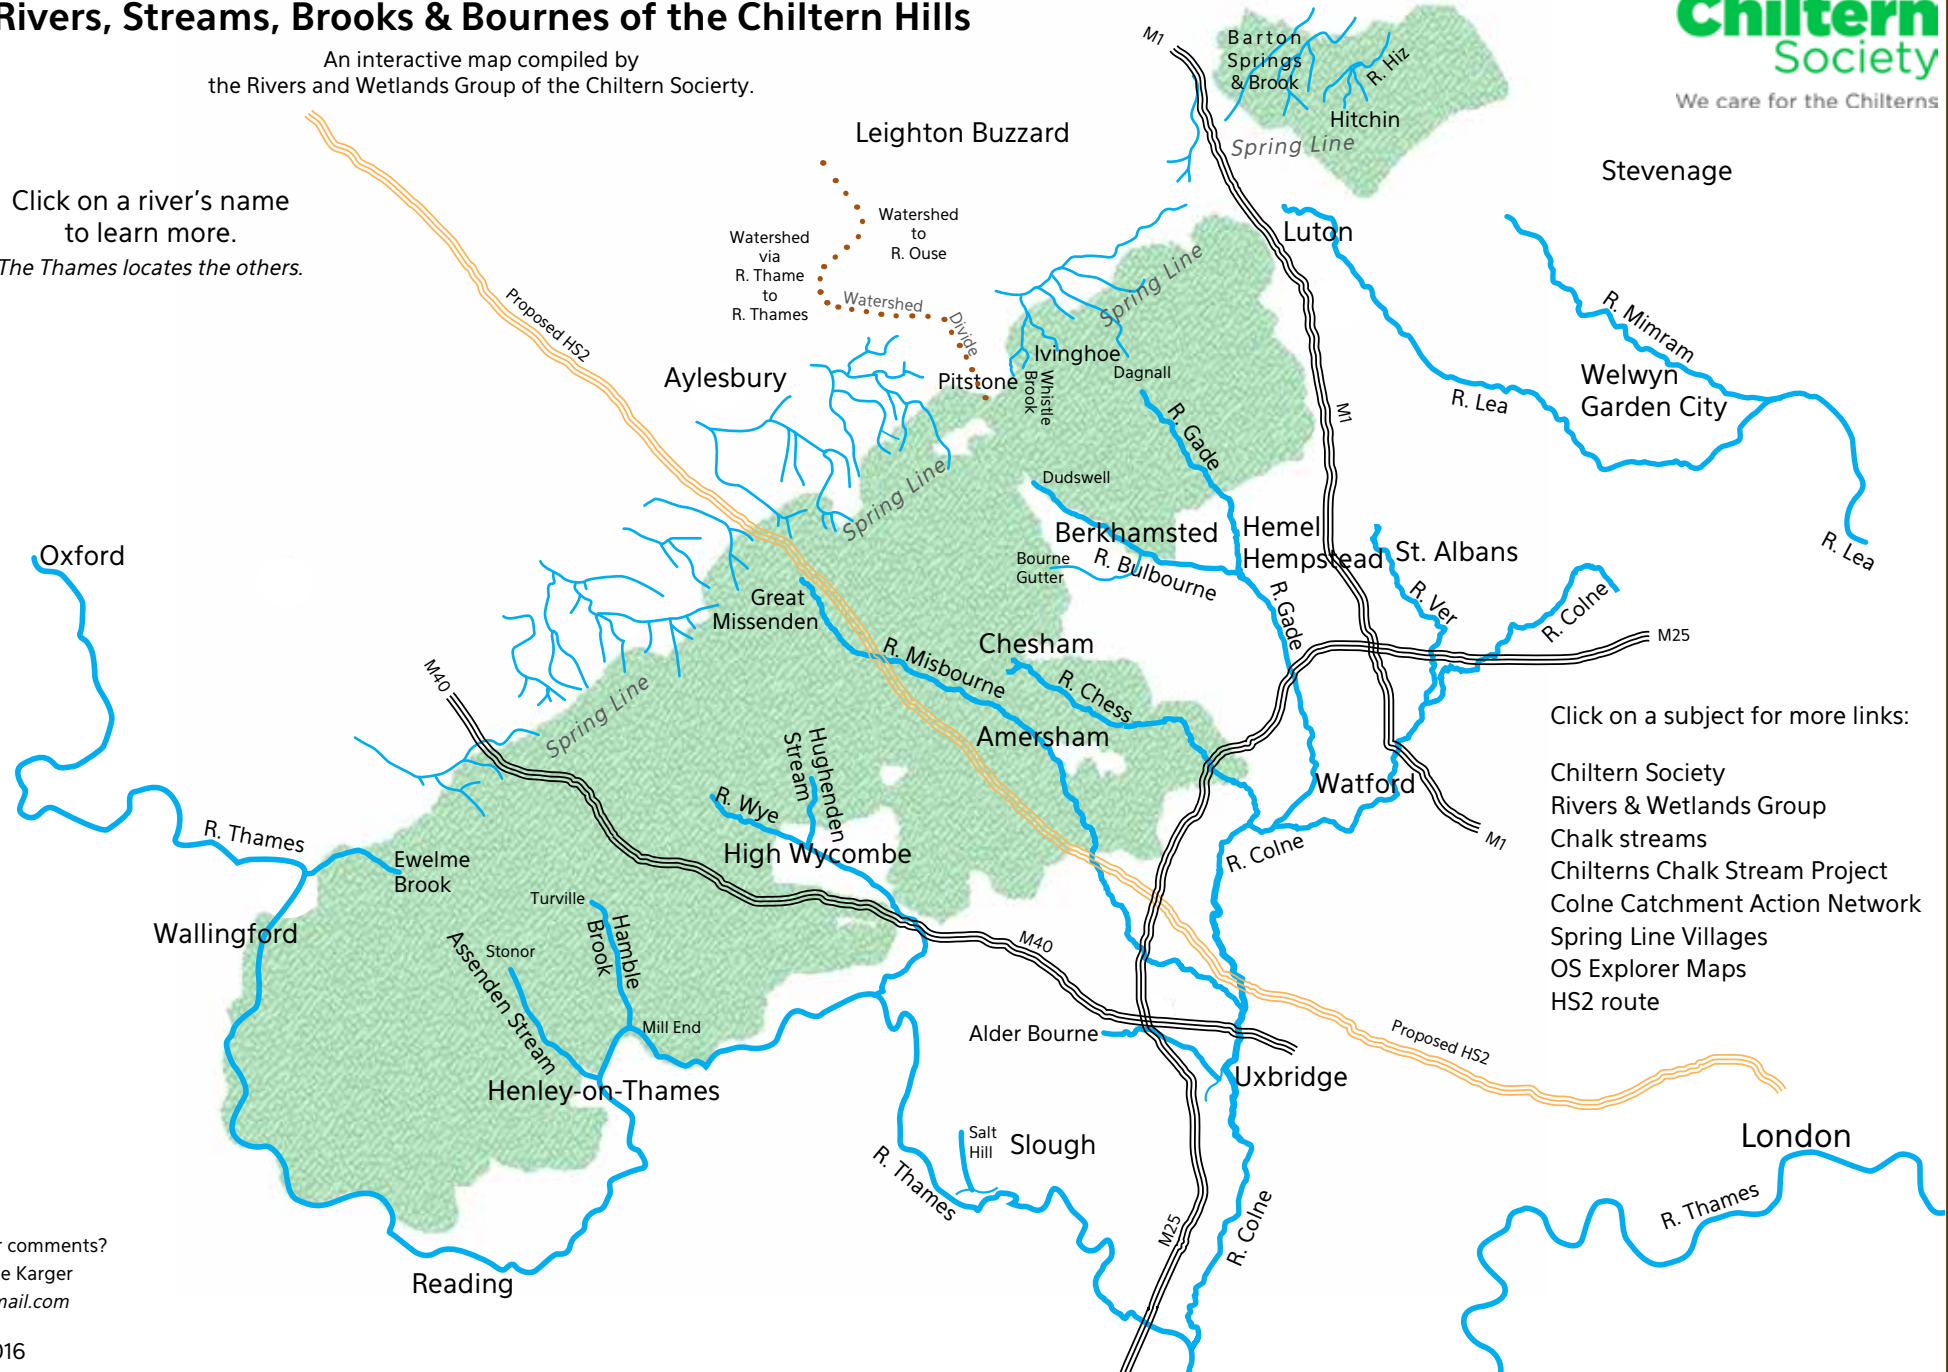 Rivers, Streams, Brooks & Bournes of the Chiltern Hills
An interactive map compiled by
the Rivers and Wetlands Group of the Chiltern Socierty.
Chiltern
Society
We care for the Chilterns
Click on a river's name
to learn more.
The Thames locates the others.
M1
Barton
Springs
& Brook
R. Hiz
Hitchin
Spring Line
Leighton Buzzard
Stevenage
Watershed
to
R. Ouse
Watershed
via
R. Thame
to
R. Thames
Watershed
Divide
Luton
Spring Line
Proposed HS2
R. Mimram
Ivinghoe
Dagnall
Aylesbury
Pitstone
Whistle
Brook
Welwyn
Garden City
R. Lea
M1
R. Gade
Spring Line
Dudswell
Berkhamsted
Hemel
Hempstead
St. Albans
R. Lea
Oxford
Bourne
Gutter
R. Bulbourne
Great
Missenden
R. Gade
R. Ver
R. Colne
M25
Chesham
R. Misbourne
R. Chess
M40
Spring Line
Amersham
Hughenden
Stream
Watford
Click on a subject for more links:
Chiltern Society
Rivers & Wetlands Group
Chalk streams
Chilterns Chalk Stream Project
Colne Catchment Action Network
Spring Line Villages
OS Explorer Maps
HS2 route
R. Wye
R. Thames
High Wycombe
R. Colne
M1
Ewelme
Brook
Turville
Hamble
Brook
Wallingford
Stonor
Assenden Stream
M40
Mill End
Alder Bourne
Proposed HS2
Henley-on-Thames
Uxbridge
Salt
Hill
Slough
London
R. Thames
R. Thames
M25
R. Colne
Reading
comments?
Karger
016